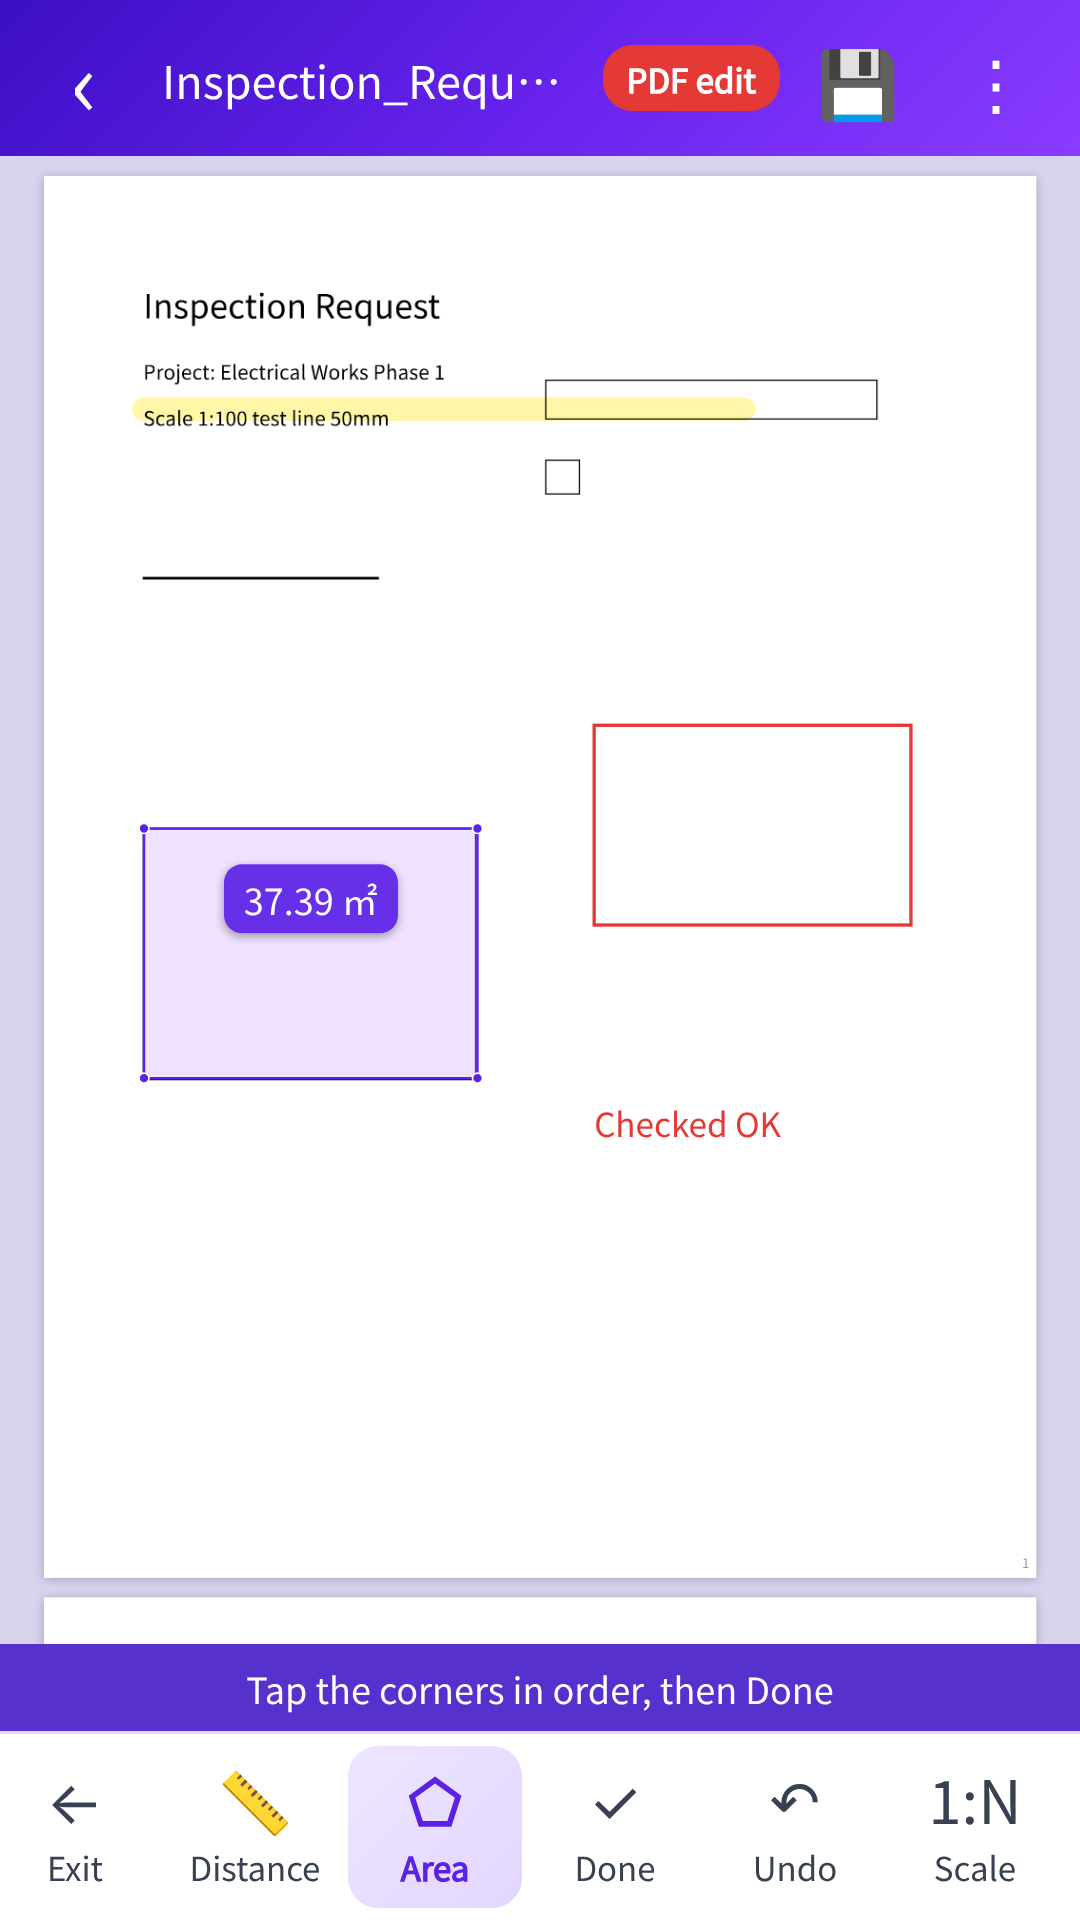 Inspection_Requ···
PDF edit
Inspection Request
Project: Electrical Works Phase 1
Scale 1:100 test line 50mm
37.39 ㎡
Checked OK
1
Tap the corners in order, then Done
Exit
Distance
Area
Done
Undo
1:N
Scale